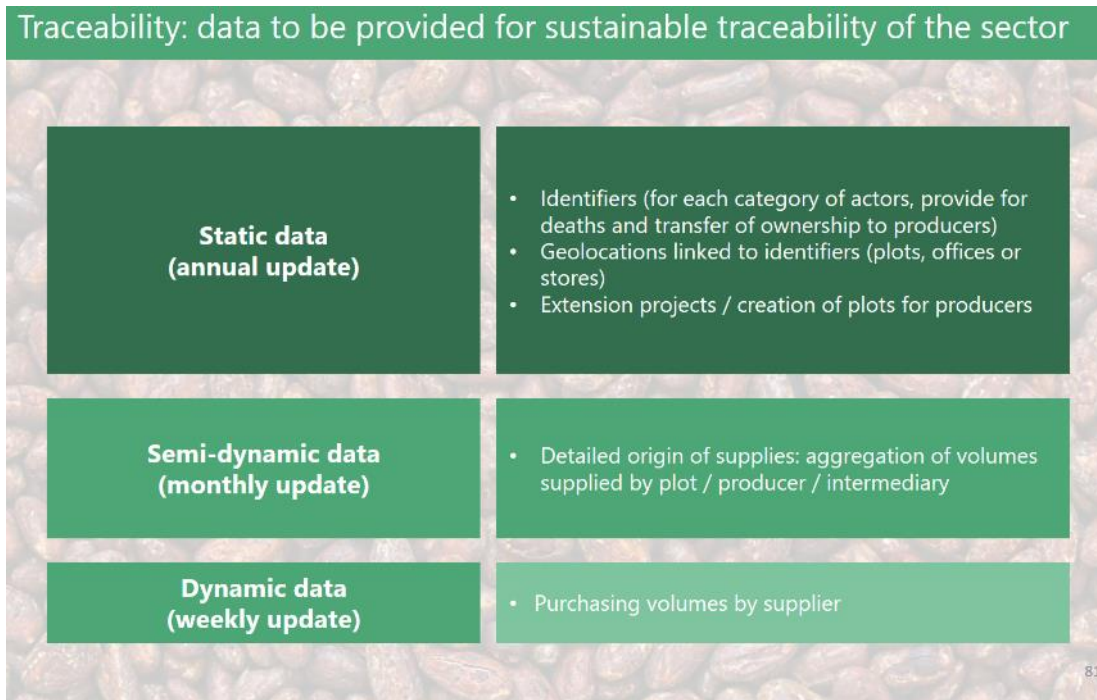 Traceability: data to be provided for sustainable traceability of the sector
Static data
(annual update)
• Identifiers (for each category of actors, provide for
deaths and transfer of ownership to producers)
• Geolocations linked to identifiers (plots, offices or
stores)
• Extension projects / creation of plots for producers
Semi-dynamic data
(monthly update)
• Detailed origin of supplies: aggregation of volumes
supplied by plot / producer / intermediary
Dynamic data
(weekly update)
• Purchasing volumes by supplier